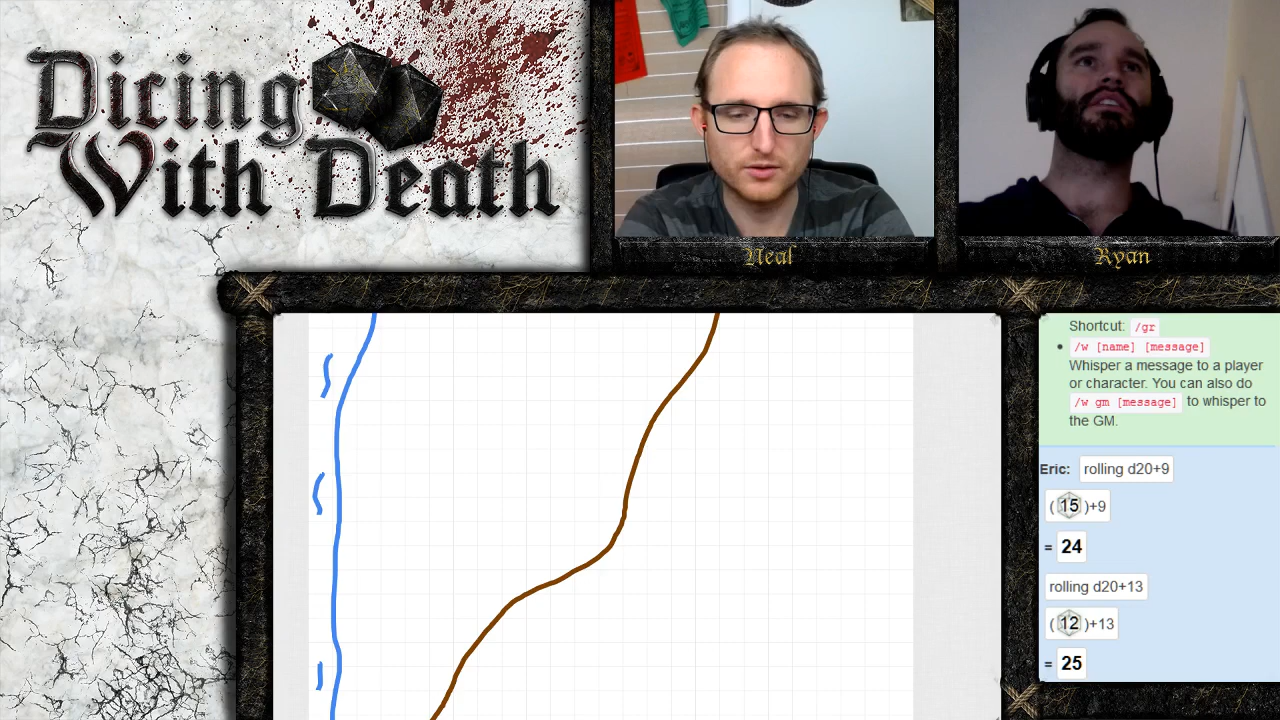 Dicing
With Death
Neal
Ryan
Shortcut: /gr
/w [name] [message]
Whisper a message to a player
or character. You can also do
/w gm [message] to whisper to
the GM.
Eric: rolling d20+9
(15)+9
= 24
rolling d20+13
(12)+13
= 25